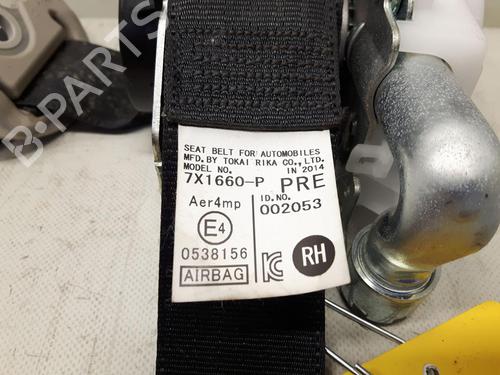 SEAT BELT FOR AUTOMOBILES
MFD. BY TOKAI RIKA CO., LTD.
MODEL NO. IN 2014
7X1660-P PRE
Aer4mp ID.NO.
002053
E4
0538156
AIRBAG KC RH
B-PARTS